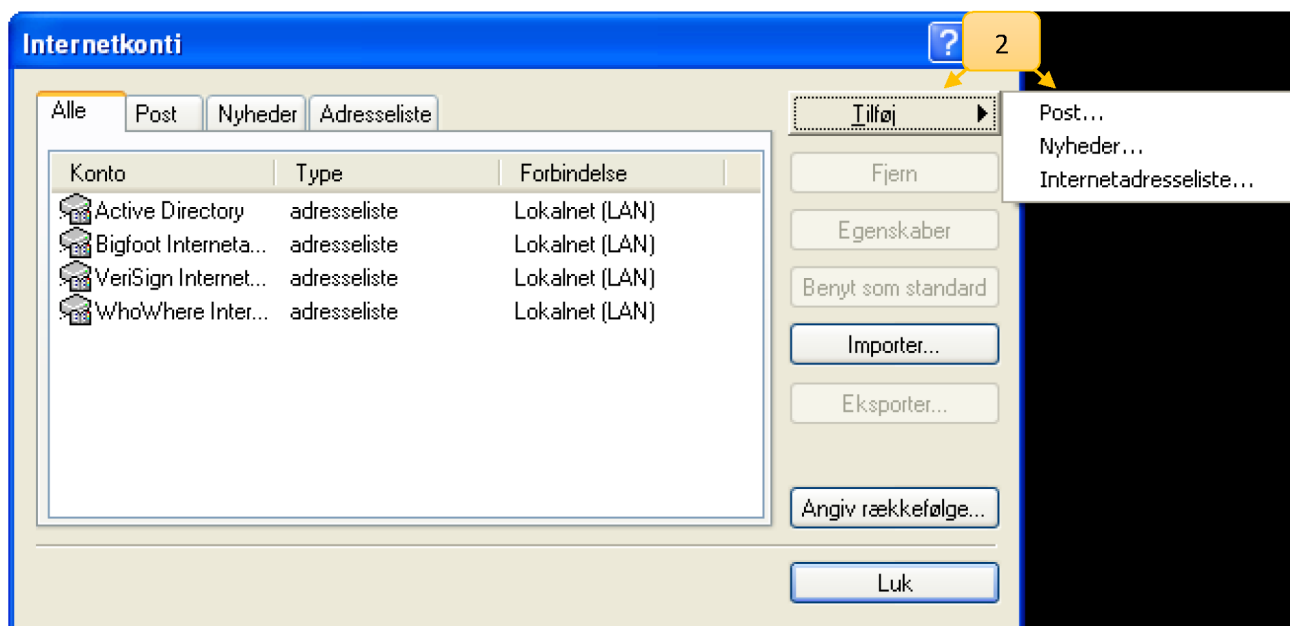 Internetkonti
?
2
Alle Post Nyheder Adresseliste
Tilføj
Post...
Nyheder...
Internetadresseliste...
Konto Type Forbindelse
Active Directory adresseliste Lokalnet (LAN)
Bigfoot Interneta... adresseliste Lokalnet (LAN)
VeriSign Internet... adresseliste Lokalnet (LAN)
WhoWhere Inter... adresseliste Lokalnet (LAN)
Fjern
Egenskaber
Benyt som standard
Importer...
Eksporter...
Angiv rækkefølge...
Luk